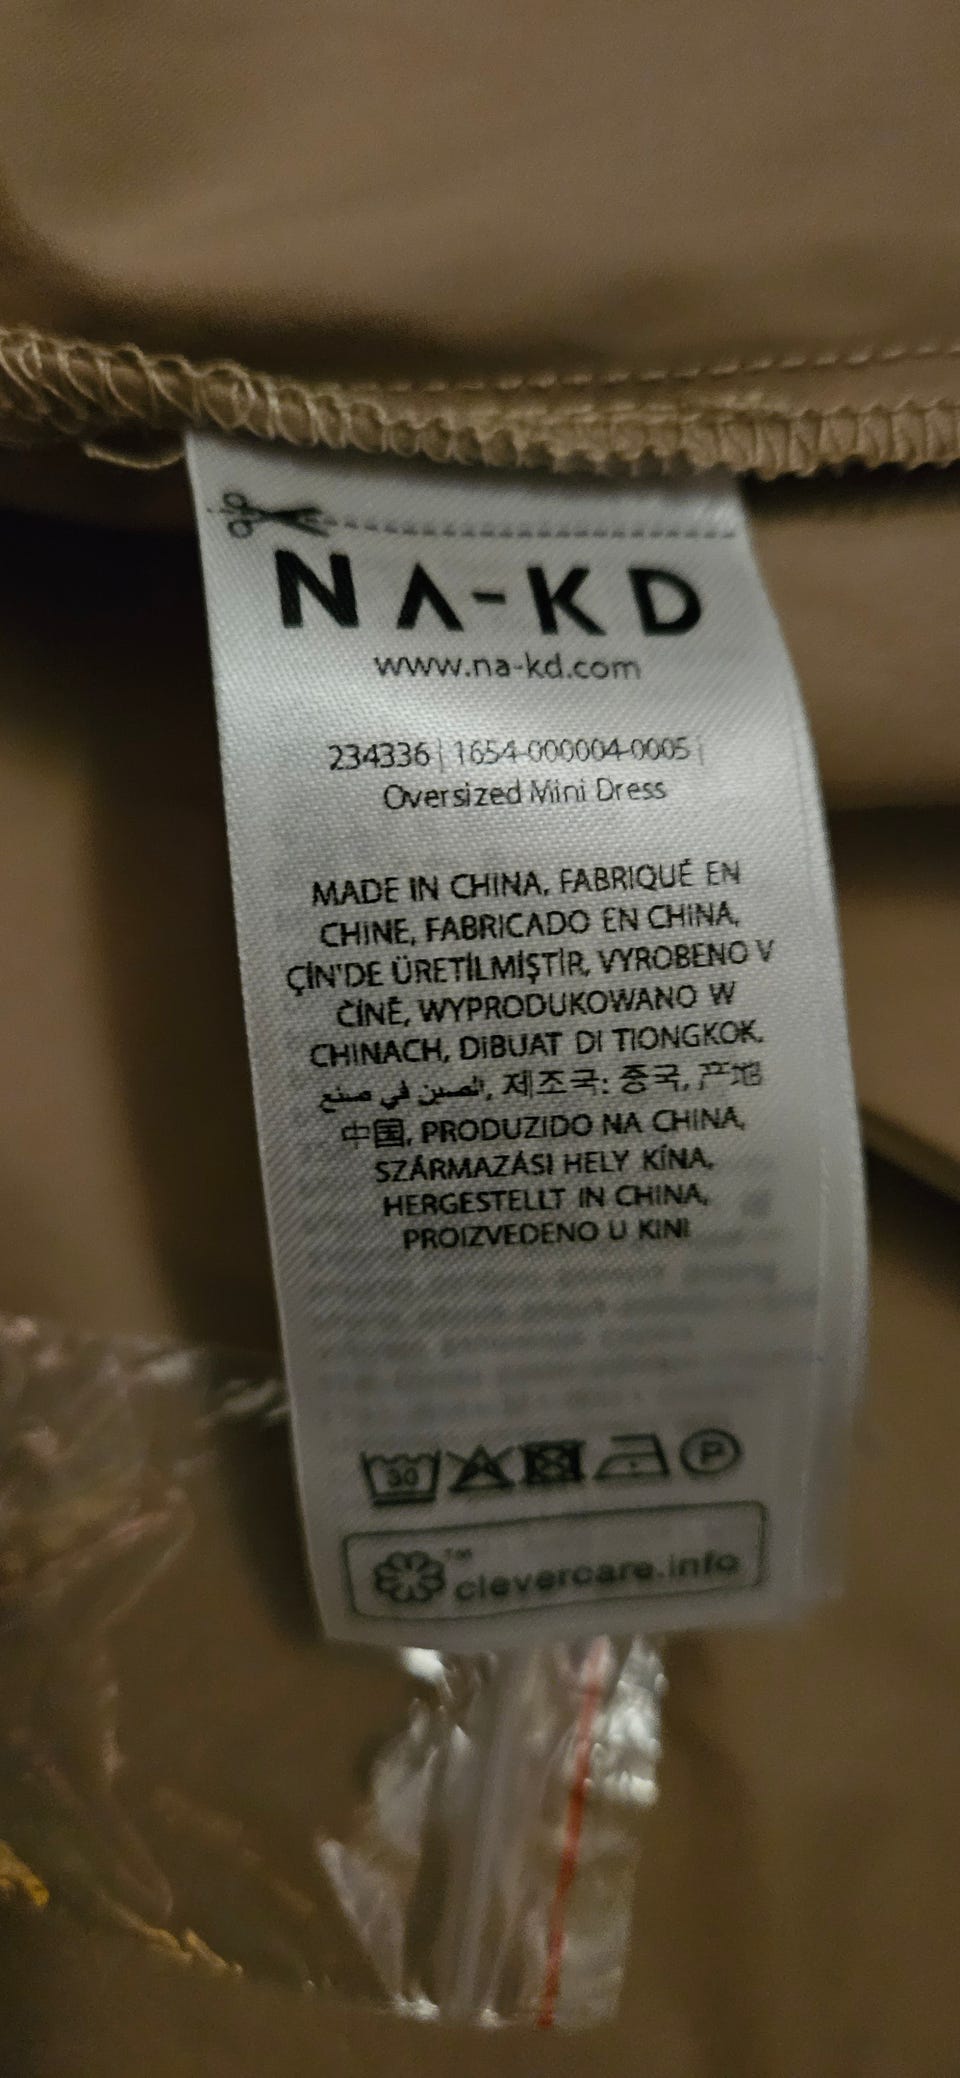 NA-KD
www.na-kd.com
234336 | 1654-000004-0005 |
Oversized Mini Dress
MADE IN CHINA, FABRIQUÉ EN
CHINE, FABRICADO EN CHINA,
ÇİN'DE ÜRETİLMİŞTİR, VYROBENO V
ČÍNĚ, WYPRODUKOWANO W
CHINACH, DIBUAT DI TIONGKOK,
الصين في صنع, 제조국: 중국, 产地
中国, PRODUZIDO NA CHINA,
SZÁRMAZÁSI HELY KÍNA,
HERGESTELLT IN CHINA,
PROIZVEDENO U KINI
30 P
™ clevercare.info